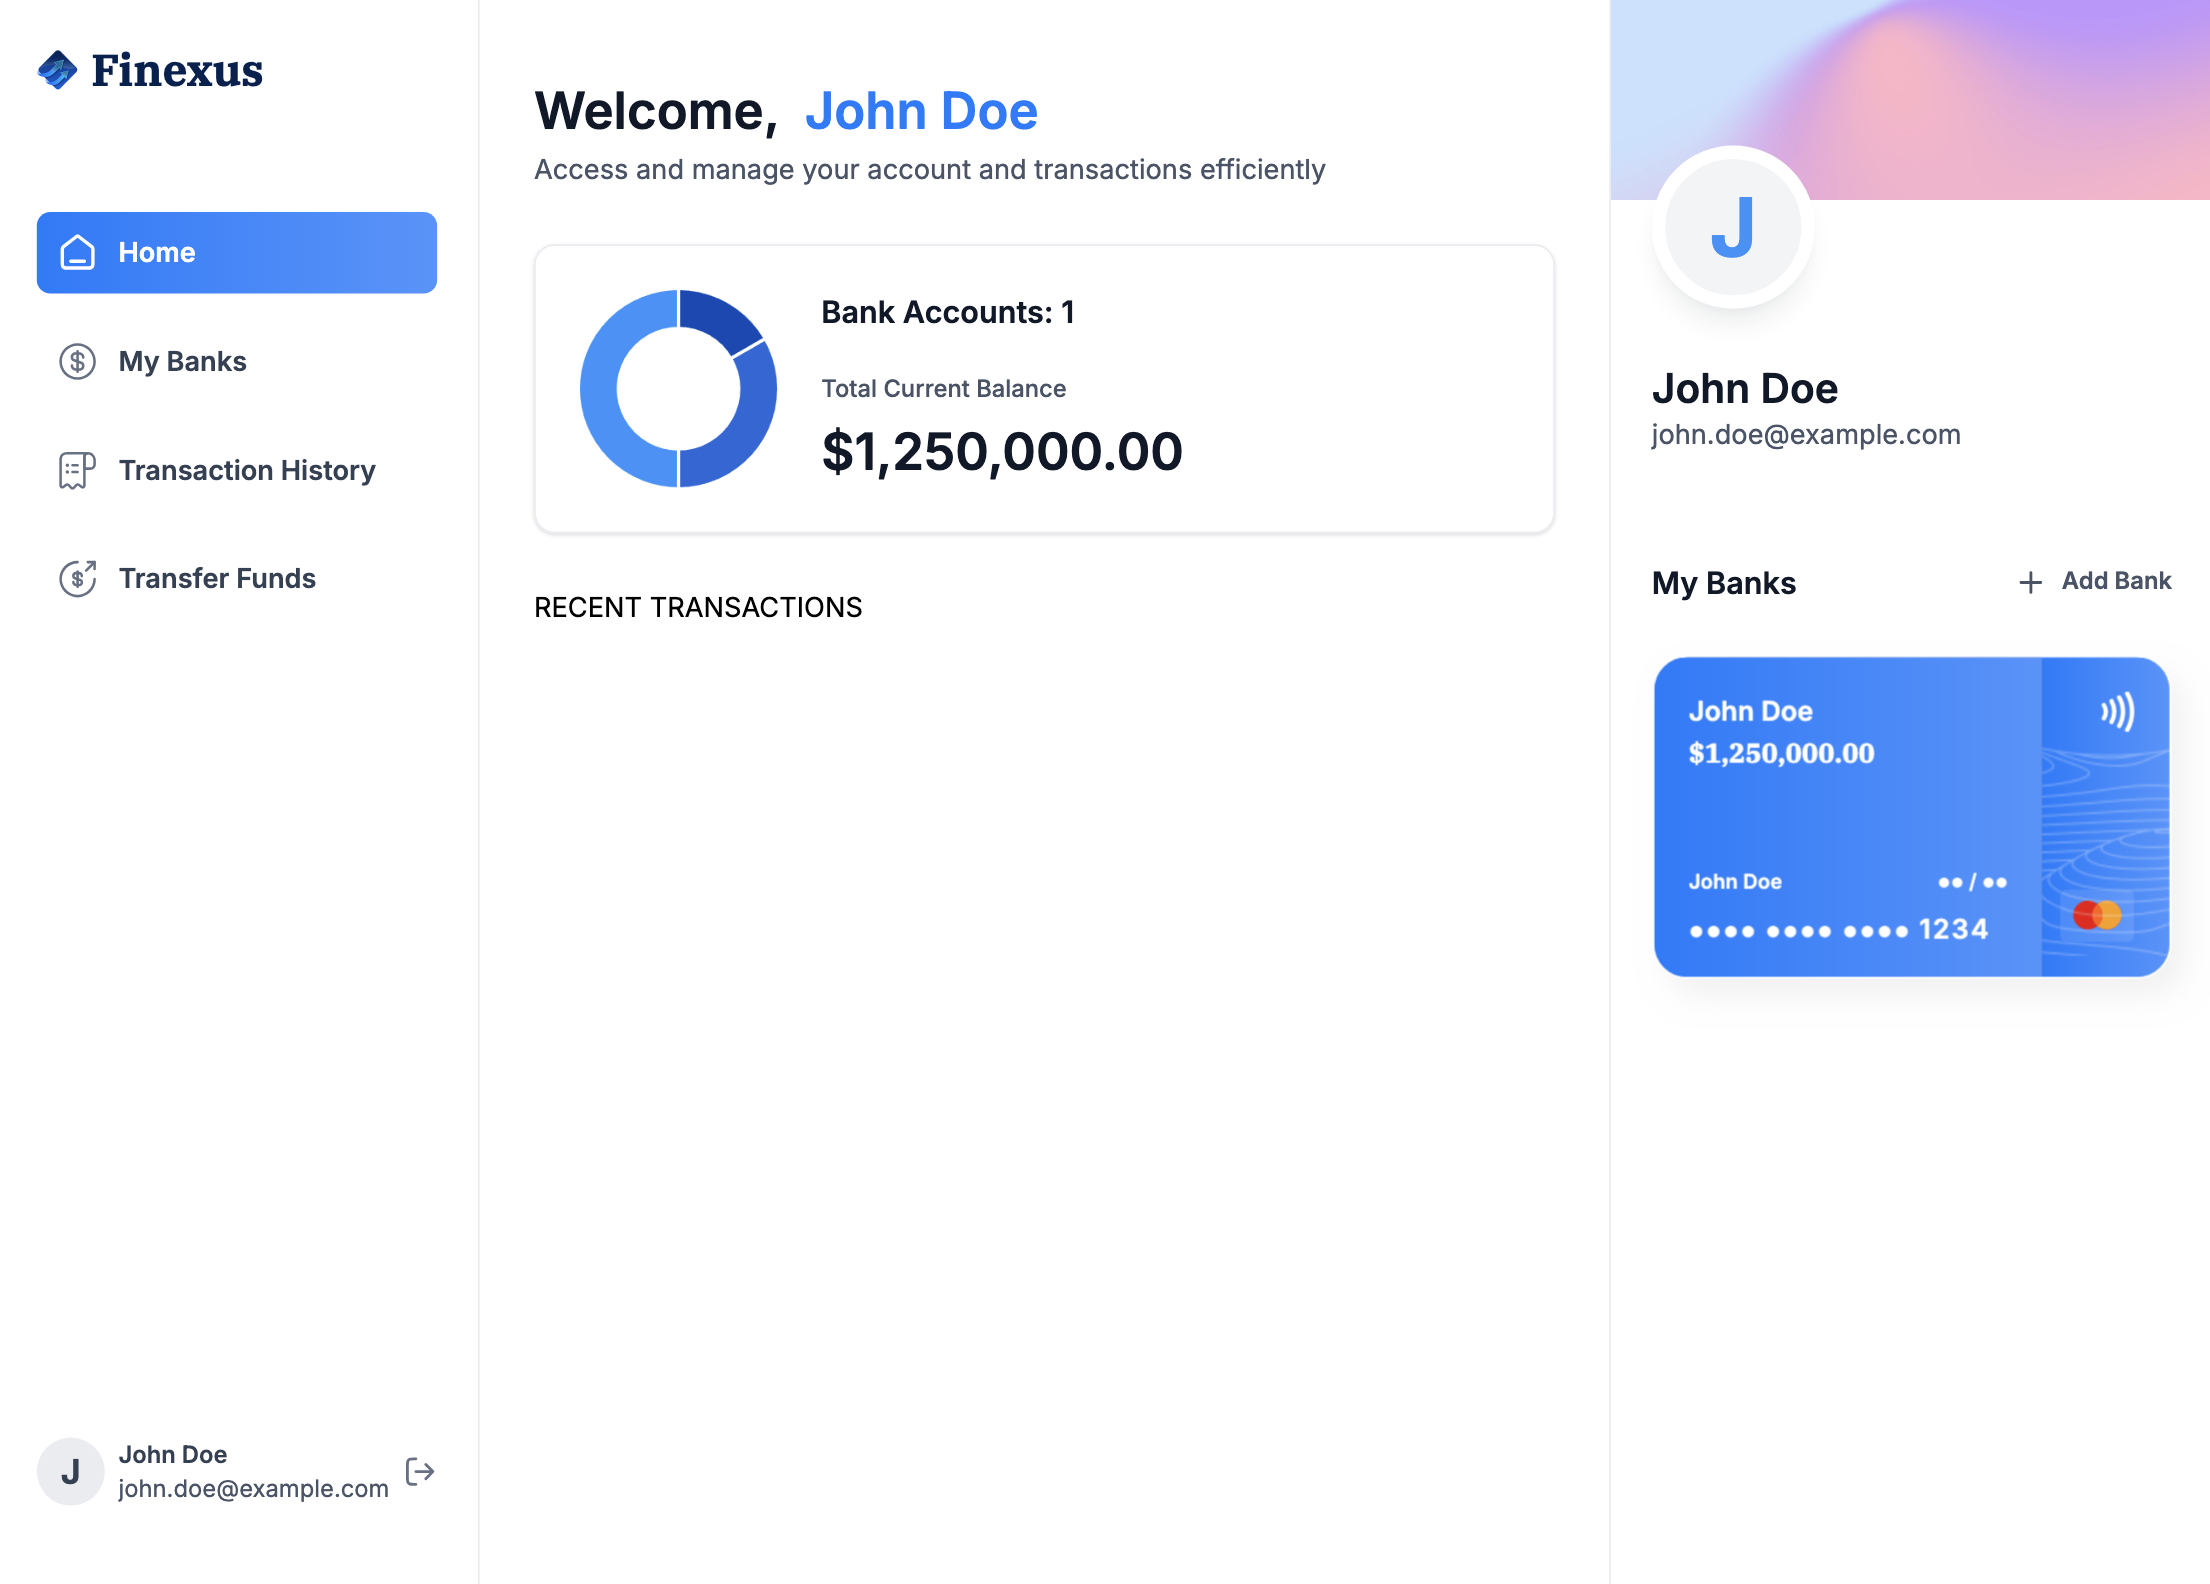 Finexus
Home
My Banks
Transaction History
Transfer Funds
J
John Doe
john.doe@example.com
Welcome, John Doe
Access and manage your account and transactions efficiently
Bank Accounts: 1
Total Current Balance
$1,250,000.00
RECENT TRANSACTIONS
J
John Doe
john.doe@example.com
My Banks
+ Add Bank
John Doe
$1,250,000.00
John Doe ●● / ●●
●●●● ●●●● ●●●● 1234